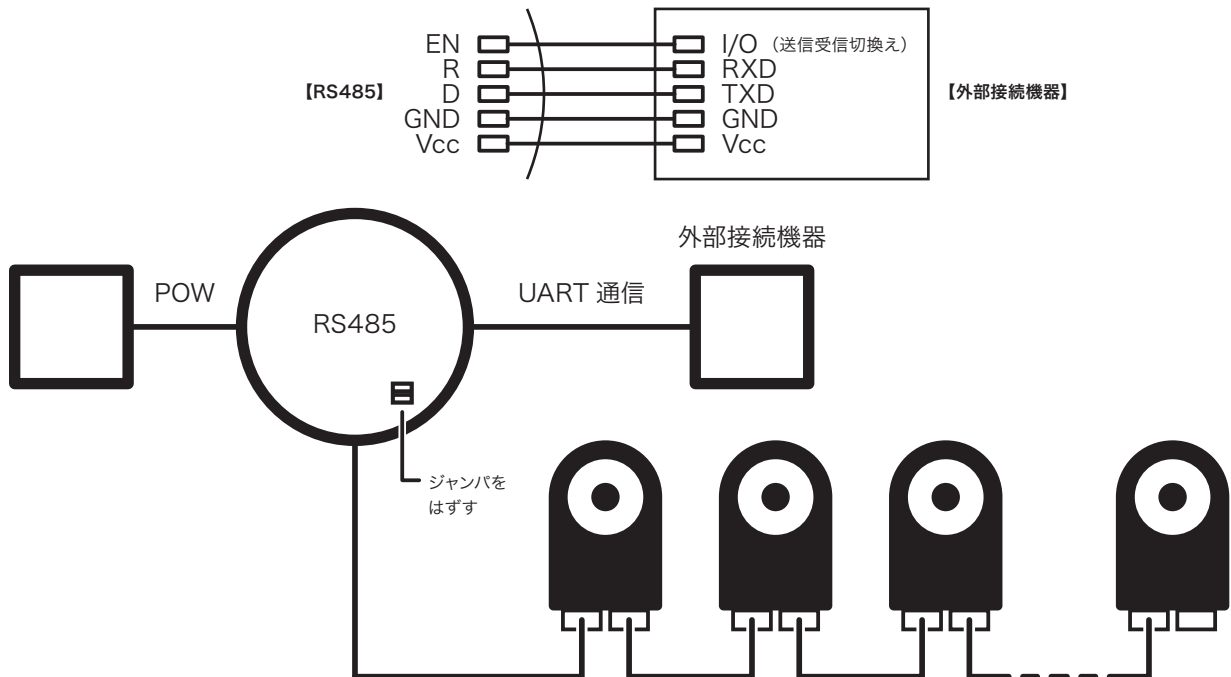 EN
R
D
GND
Vcc
【RS485】
I/O（送信受信切換え）
RXD
TXD
GND
Vcc
【外部接続機器】
外部接続機器
POW
UART 通信
RS485
ジャンパを
はずす